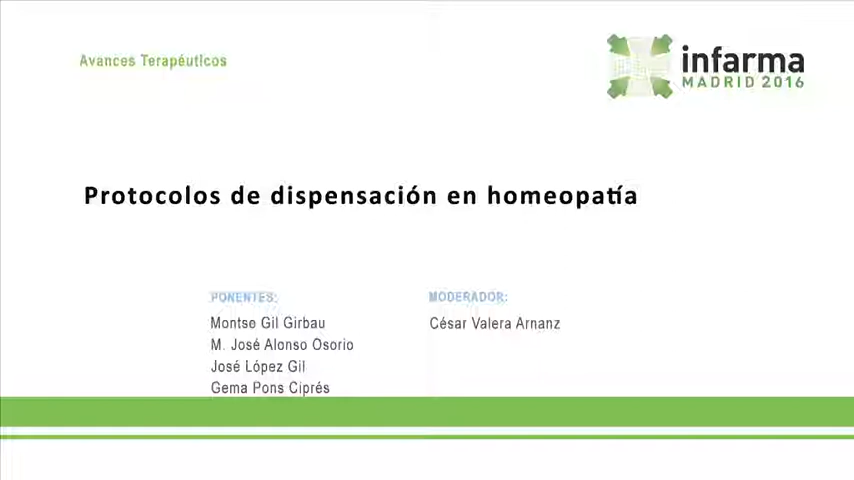 Avances Terapéuticos
infarma
MADRID 2016
Protocolos de dispensación en homeopatía
PONENTES:
Montse Gil Girbau
M. José Alonso Osorio
José López Gil
Gema Pons Ciprés
MODERADOR:
César Valera Arnanz